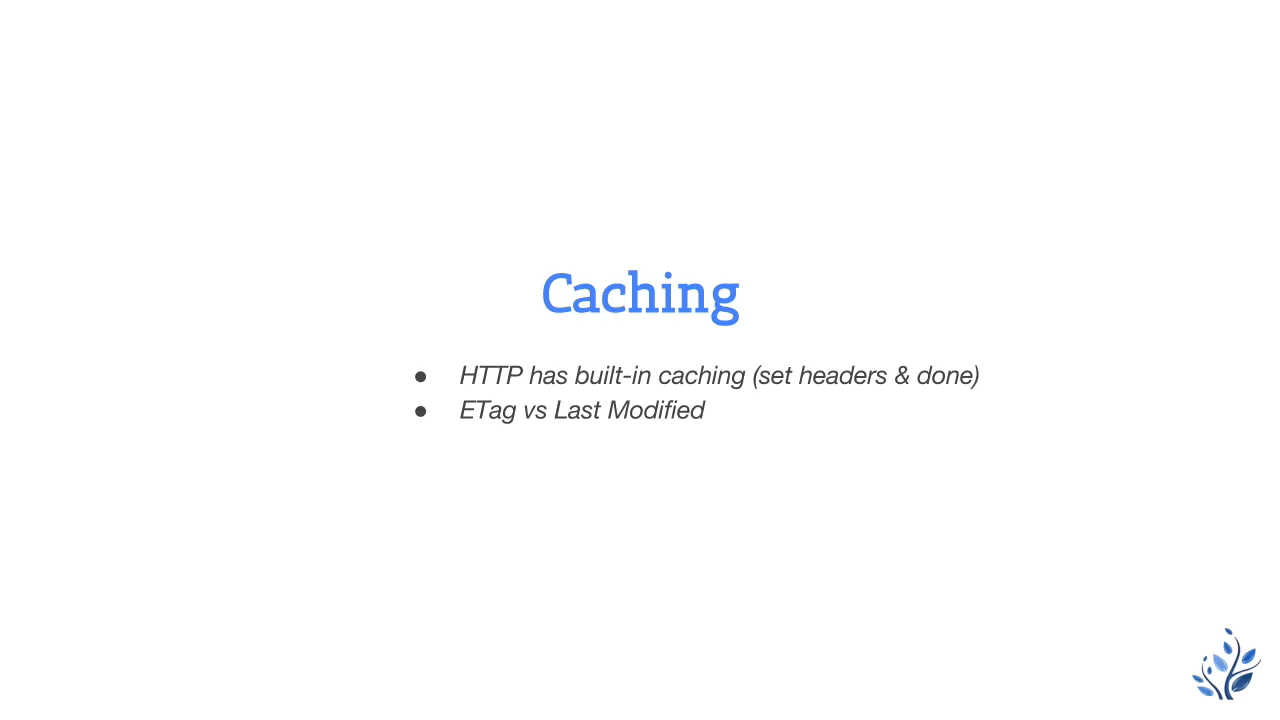 Caching
● HTTP has built-in caching (set headers & done)
● ETag vs Last Modified